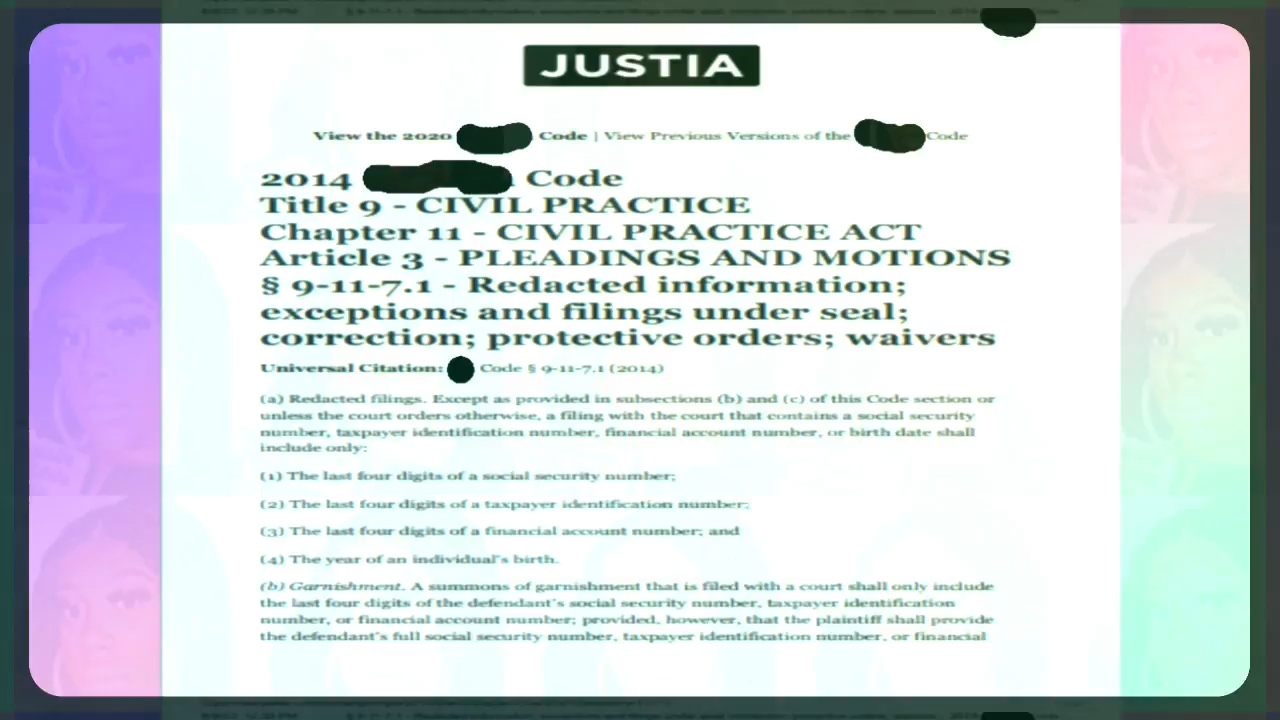 JUSTIA
View the 2020 Code | View Previous Versions of the Code
2014 Code
Title 9 - CIVIL PRACTICE
Chapter 11 - CIVIL PRACTICE ACT
Article 3 - PLEADINGS AND MOTIONS
§ 9-11-7.1 - Redacted information;
exceptions and filings under seal;
correction; protective orders; waivers
Universal Citation: Code § 9-11-7.1 (2014)
(a) Redacted filings. Except as provided in subsections (b) and (c) of this Code section or
unless the court orders otherwise, a filing with the court that contains a social security
number, taxpayer identification number, financial account number, or birth date shall
include only:
(1) The last four digits of a social security number;
(2) The last four digits of a taxpayer identification number;
(3) The last four digits of a financial account number; and
(4) The year of an individual's birth.
(b) Garnishment. A summons of garnishment that is filed with a court shall only include
the last four digits of the defendant's social security number, taxpayer identification
number, or financial account number; provided, however, that the plaintiff shall provide
the defendant's full social security number, taxpayer identification number, or financial